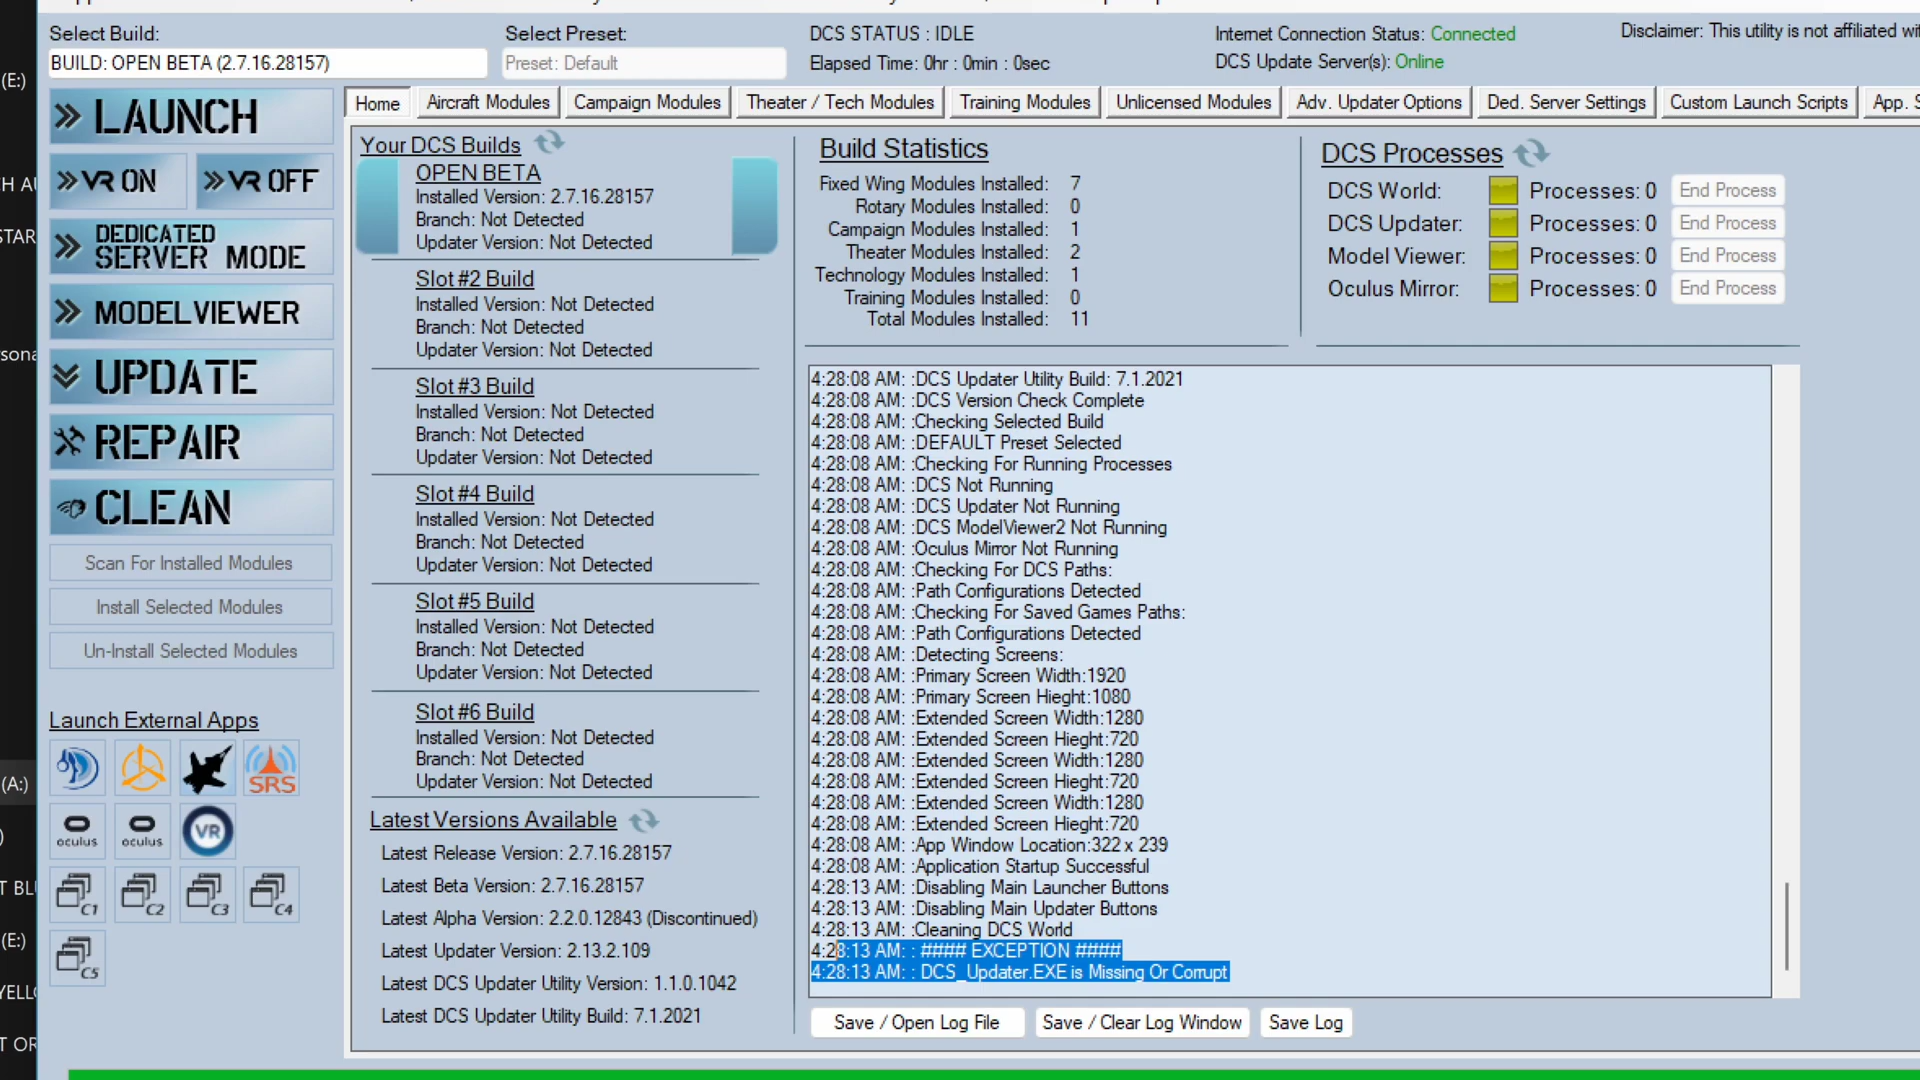 Select Build:
BUILD: OPEN BETA (2.7.16.28157)
Select Preset:
Preset: Default
DCS STATUS : IDLE
Elapsed Time: 0hr : 0min : 0sec
Internet Connection Status: Connected
DCS Update Server(s): Online
Disclaimer: This utility is not affiliated wit
(E:)
STAR
sona
(A:)
T BLU
(E:)
YELL
T OR
LAUNCH
VR ON
VR OFF
DEDICATED
SERVER MODE
MODELVIEWER
UPDATE
REPAIR
CLEAN
Scan For Installed Modules
Install Selected Modules
Un-Install Selected Modules
Launch External Apps
SRS
oculus
oculus
VR
C1
C2
C3
C4
C5
Home
Aircraft Modules
Campaign Modules
Theater / Tech Modules
Training Modules
Unlicensed Modules
Adv. Updater Options
Ded. Server Settings
Custom Launch Scripts
App. S
Your DCS Builds
OPEN BETA
Installed Version: 2.7.16.28157
Branch: Not Detected
Updater Version: Not Detected
Slot #2 Build
Installed Version: Not Detected
Branch: Not Detected
Updater Version: Not Detected
Slot #3 Build
Installed Version: Not Detected
Branch: Not Detected
Updater Version: Not Detected
Slot #4 Build
Installed Version: Not Detected
Branch: Not Detected
Updater Version: Not Detected
Slot #5 Build
Installed Version: Not Detected
Branch: Not Detected
Updater Version: Not Detected
Slot #6 Build
Installed Version: Not Detected
Branch: Not Detected
Updater Version: Not Detected
Latest Versions Available
Latest Release Version: 2.7.16.28157
Latest Beta Version: 2.7.16.28157
Latest Alpha Version: 2.2.0.12843 (Discontinued)
Latest Updater Version: 2.13.2.109
Latest DCS Updater Utility Version: 1.1.0.1042
Latest DCS Updater Utility Build: 7.1.2021
Build Statistics
Fixed Wing Modules Installed: 7
Rotary Modules Installed: 0
Campaign Modules Installed: 1
Theater Modules Installed: 2
Technology Modules Installed: 1
Training Modules Installed: 0
Total Modules Installed: 11
DCS Processes
DCS World: Processes: 0 End Process
DCS Updater: Processes: 0 End Process
Model Viewer: Processes: 0 End Process
Oculus Mirror: Processes: 0 End Process
4:28:08 AM: :DCS Updater Utility Build: 7.1.2021
4:28:08 AM: :DCS Version Check Complete
4:28:08 AM: :Checking Selected Build
4:28:08 AM: :DEFAULT Preset Selected
4:28:08 AM: :Checking For Running Processes
4:28:08 AM: :DCS Not Running
4:28:08 AM: :DCS Updater Not Running
4:28:08 AM: :DCS ModelViewer2 Not Running
4:28:08 AM: :Oculus Mirror Not Running
4:28:08 AM: :Checking For DCS Paths:
4:28:08 AM: :Path Configurations Detected
4:28:08 AM: :Checking For Saved Games Paths:
4:28:08 AM: :Path Configurations Detected
4:28:08 AM: :Detecting Screens:
4:28:08 AM: :Primary Screen Width:1920
4:28:08 AM: :Primary Screen Hieght:1080
4:28:08 AM: :Extended Screen Width:1280
4:28:08 AM: :Extended Screen Hieght:720
4:28:08 AM: :Extended Screen Width:1280
4:28:08 AM: :Extended Screen Hieght:720
4:28:08 AM: :Extended Screen Width:1280
4:28:08 AM: :Extended Screen Hieght:720
4:28:08 AM: :App Window Location:322 x 239
4:28:08 AM: :Application Startup Successful
4:28:13 AM: :Disabling Main Launcher Buttons
4:28:13 AM: :Disabling Main Updater Buttons
4:28:13 AM: :Cleaning DCS World
4:28:13 AM: : #### EXCEPTION ####
4:28:13 AM: : DCS_Updater.EXE is Missing Or Corrupt
Save / Open Log File
Save / Clear Log Window
Save Log